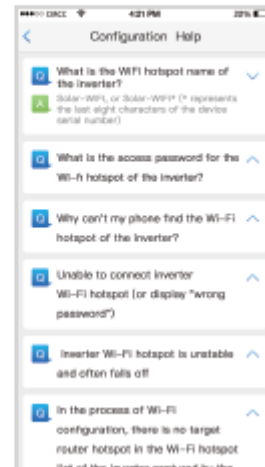 4:21 PM
Configuration Help
Q What is the WIFI hotspot name of
the inverter?
A Solar-WIFI, or Solar-WIFI* (* represents
the last eight characters of the device
serial number)
Q What is the access password for the
Wi-fi hotspot of the inverter?
Q Why can't my phone find the Wi-Fi
hotspot of the Inverter?
Q Unable to connect inverter
Wi-Fi hotspot (or display "wrong
password")
Q Inverter Wi-Fi hotspot is unstable
and often falls off
Q In the process of Wi-Fi
configuration, there is no target
router hotspot in the Wi-Fi hotspot